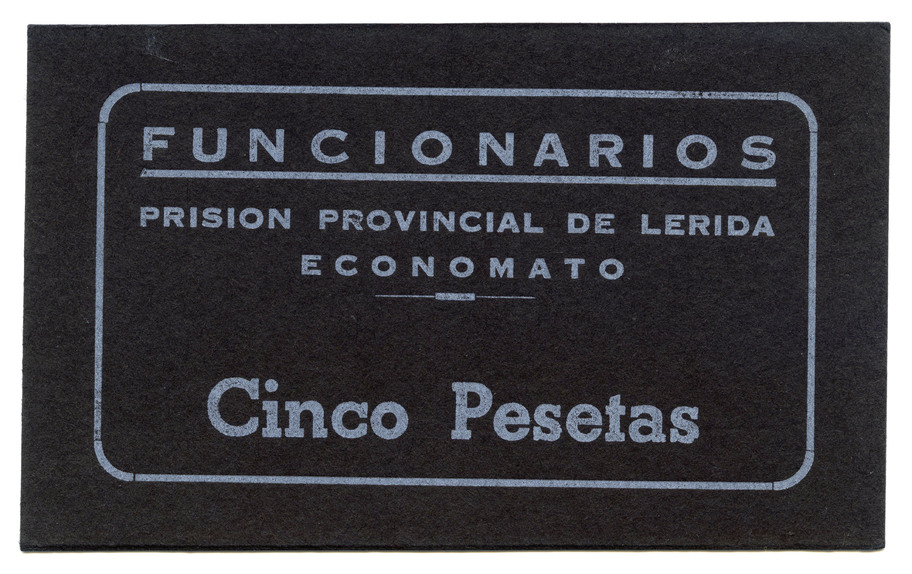 FUNCIONARIOS
PRISION PROVINCIAL DE LERIDA
ECONOMATO
Cinco Pesetas